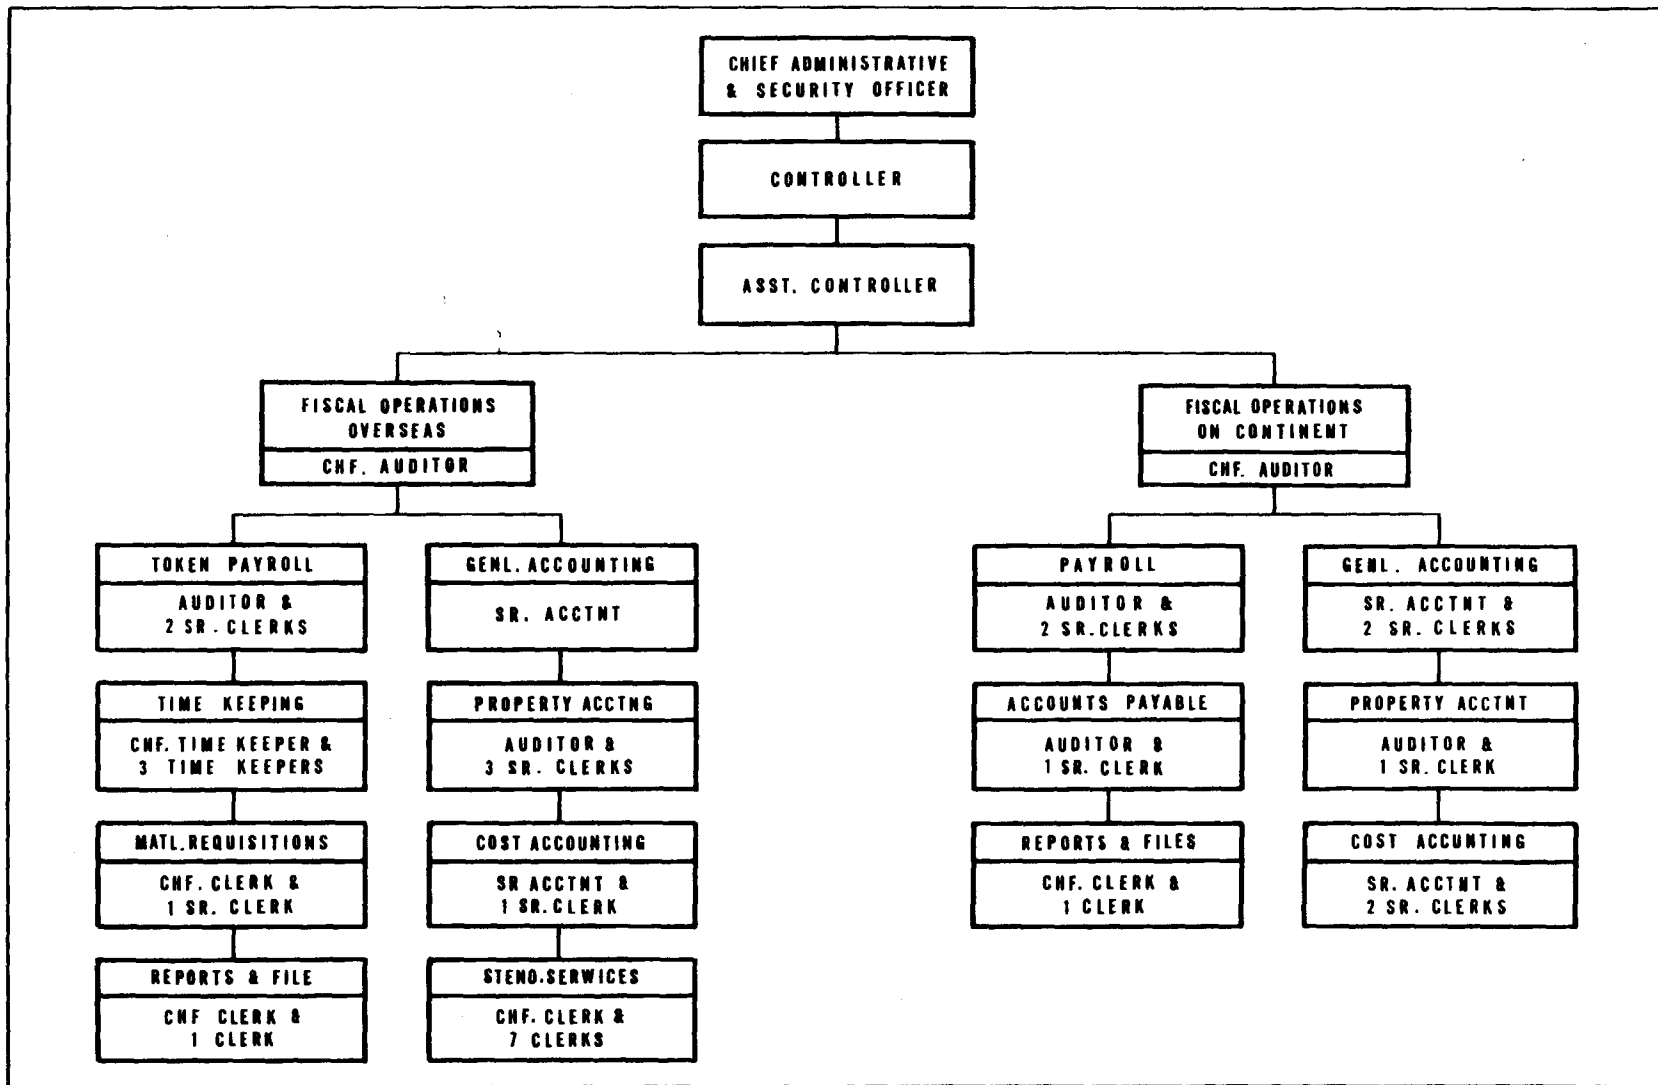 CHIEF ADMINISTRATIVE
& SECURITY OFFICER
CONTROLLER
ASST. CONTROLLER
FISCAL OPERATIONS
OVERSEAS
CHF. AUDITOR
FISCAL OPERATIONS
ON CONTINENT
CHF. AUDITOR
TOKEN PAYROLL
AUDITOR &
2 SR. CLERKS
TIME KEEPING
CHF. TIME KEEPER &
3 TIME KEEPERS
MATL. REQUISITIONS
CHF. CLERK &
1 SR. CLERK
REPORTS & FILE
CHF CLERK &
1 CLERK
GENL. ACCOUNTING
SR. ACCTNT
PROPERTY ACCTNG
AUDITOR &
3 SR. CLERKS
COST ACCOUNTING
SR ACCTNT &
1 SR. CLERK
STENO. SERWICES
CHF. CLERK &
7 CLERKS
PAYROLL
AUDITOR &
2 SR. CLERKS
ACCOUNTS PAYABLE
AUDITOR &
1 SR. CLERK
REPORTS & FILES
CHF. CLERK &
1 CLERK
GENL. ACCOUNTING
SR. ACCTNT &
2 SR. CLERKS
PROPERTY ACCTNT
AUDITOR &
1 SR. CLERK
COST ACCUNTING
SR. ACCTNT &
2 SR. CLERKS